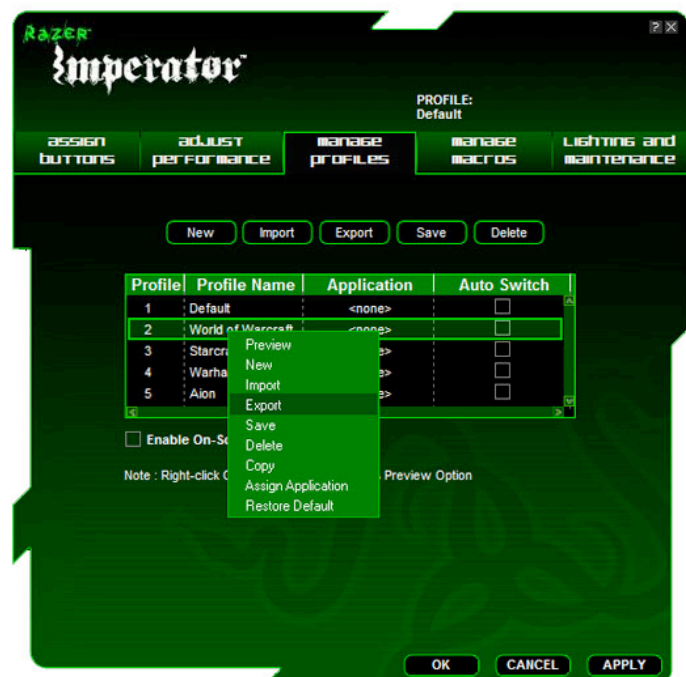 Razer
Imperator™
? X
PROFILE:
Default
assign buttons
adjust performance
manage profiles
manage macros
Lighting and maintenance
New Import Export Save Delete
Profile Profile Name Application Auto Switch
1 Default <none>
2 World of Warcraft <none>
3 Starcr
4 Warha
5 Aion
Preview
New
Import
Export
Save
Delete
Copy
Assign Application
Restore Default
Enable On-Sc
Note : Right-click Preview Option
OK CANCEL APPLY